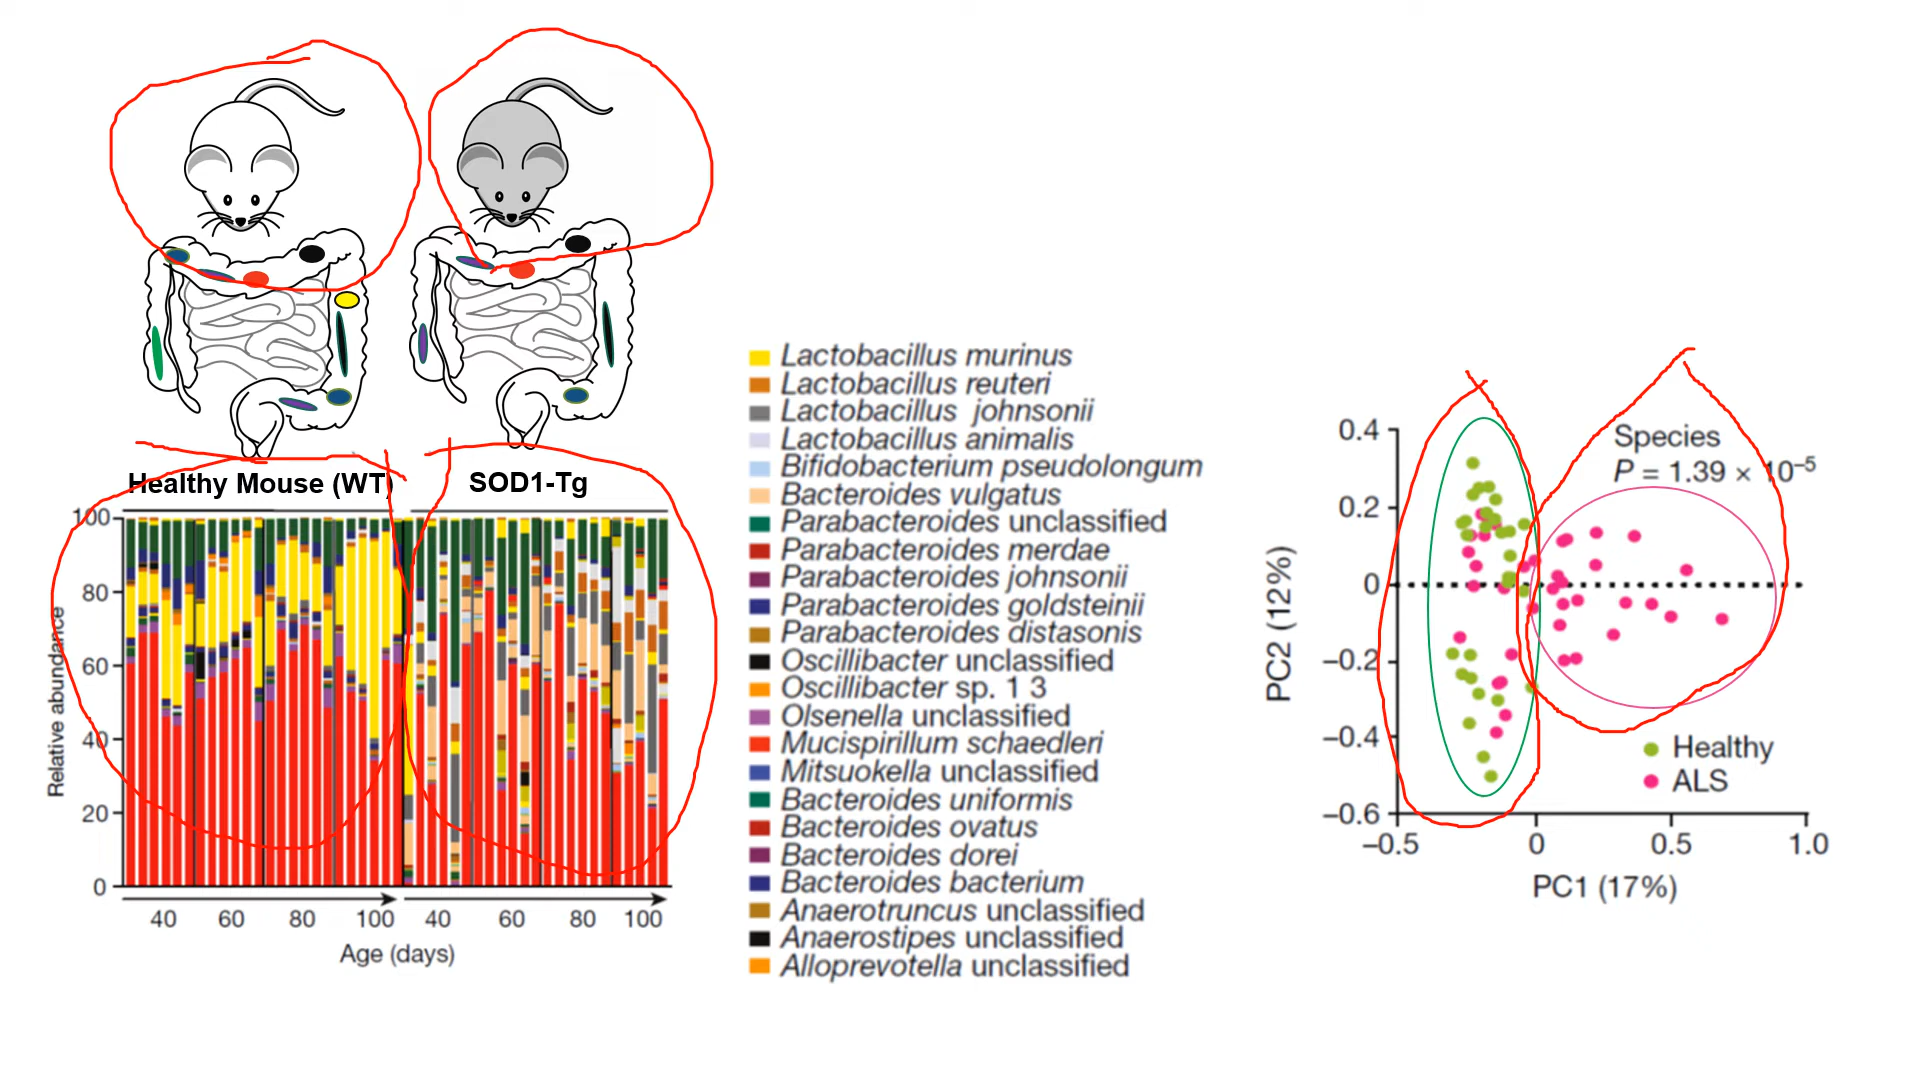 Healthy Mouse (WT)
SOD1-Tg
100
80
60
40
20
0
Relative abundance
40 60 80 100 40 60 80 100
Age (days)
Lactobacillus murinus
Lactobacillus reuteri
Lactobacillus johnsonii
Lactobacillus animalis
Bifidobacterium pseudolongum
Bacteroides vulgatus
Parabacteroides unclassified
Parabacteroides merdae
Parabacteroides johnsonii
Parabacteroides goldsteinii
Parabacteroides distasonis
Oscillibacter unclassified
Oscillibacter sp. 1 3
Olsenella unclassified
Mucispirillum schaedleri
Mitsuokella unclassified
Bacteroides uniformis
Bacteroides ovatus
Bacteroides dorei
Bacteroides bacterium
Anaerotruncus unclassified
Anaerostipes unclassified
Alloprevotella unclassified
Species
P = 1.39 × 10⁻⁵
0.4
0.2
0
−0.2
−0.4
−0.6
PC2 (12%)
Healthy
ALS
−0.5 0 0.5 1.0
PC1 (17%)